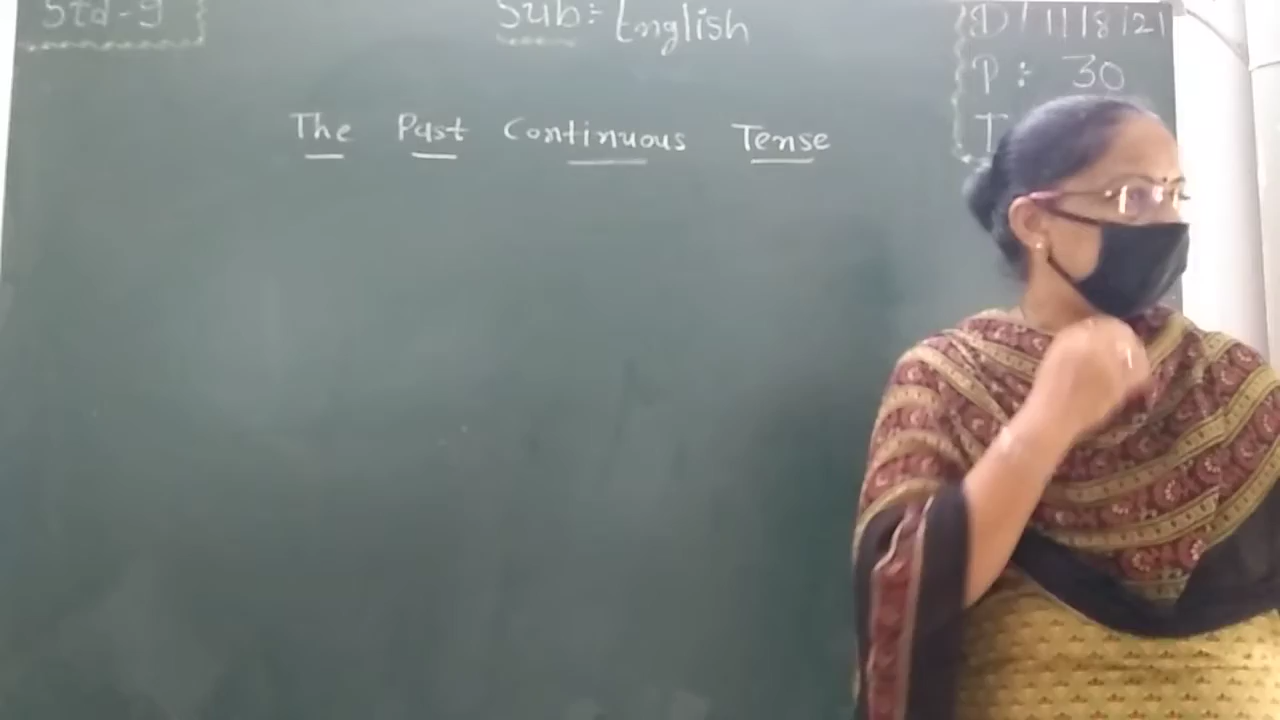 Std-9
Sub:- English
D / 11/8/21
P : 30
T
The Past Continuous Tense